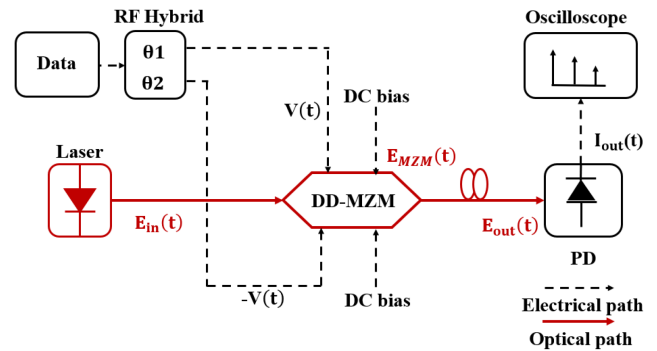 RF Hybrid
Oscilloscope
Data
θ1
θ2
DC bias
V(t)
I_out(t)
Laser
E_MZM(t)
DD-MZM
E_in(t)
E_out(t)
PD
-V(t)
DC bias
Electrical path
Optical path